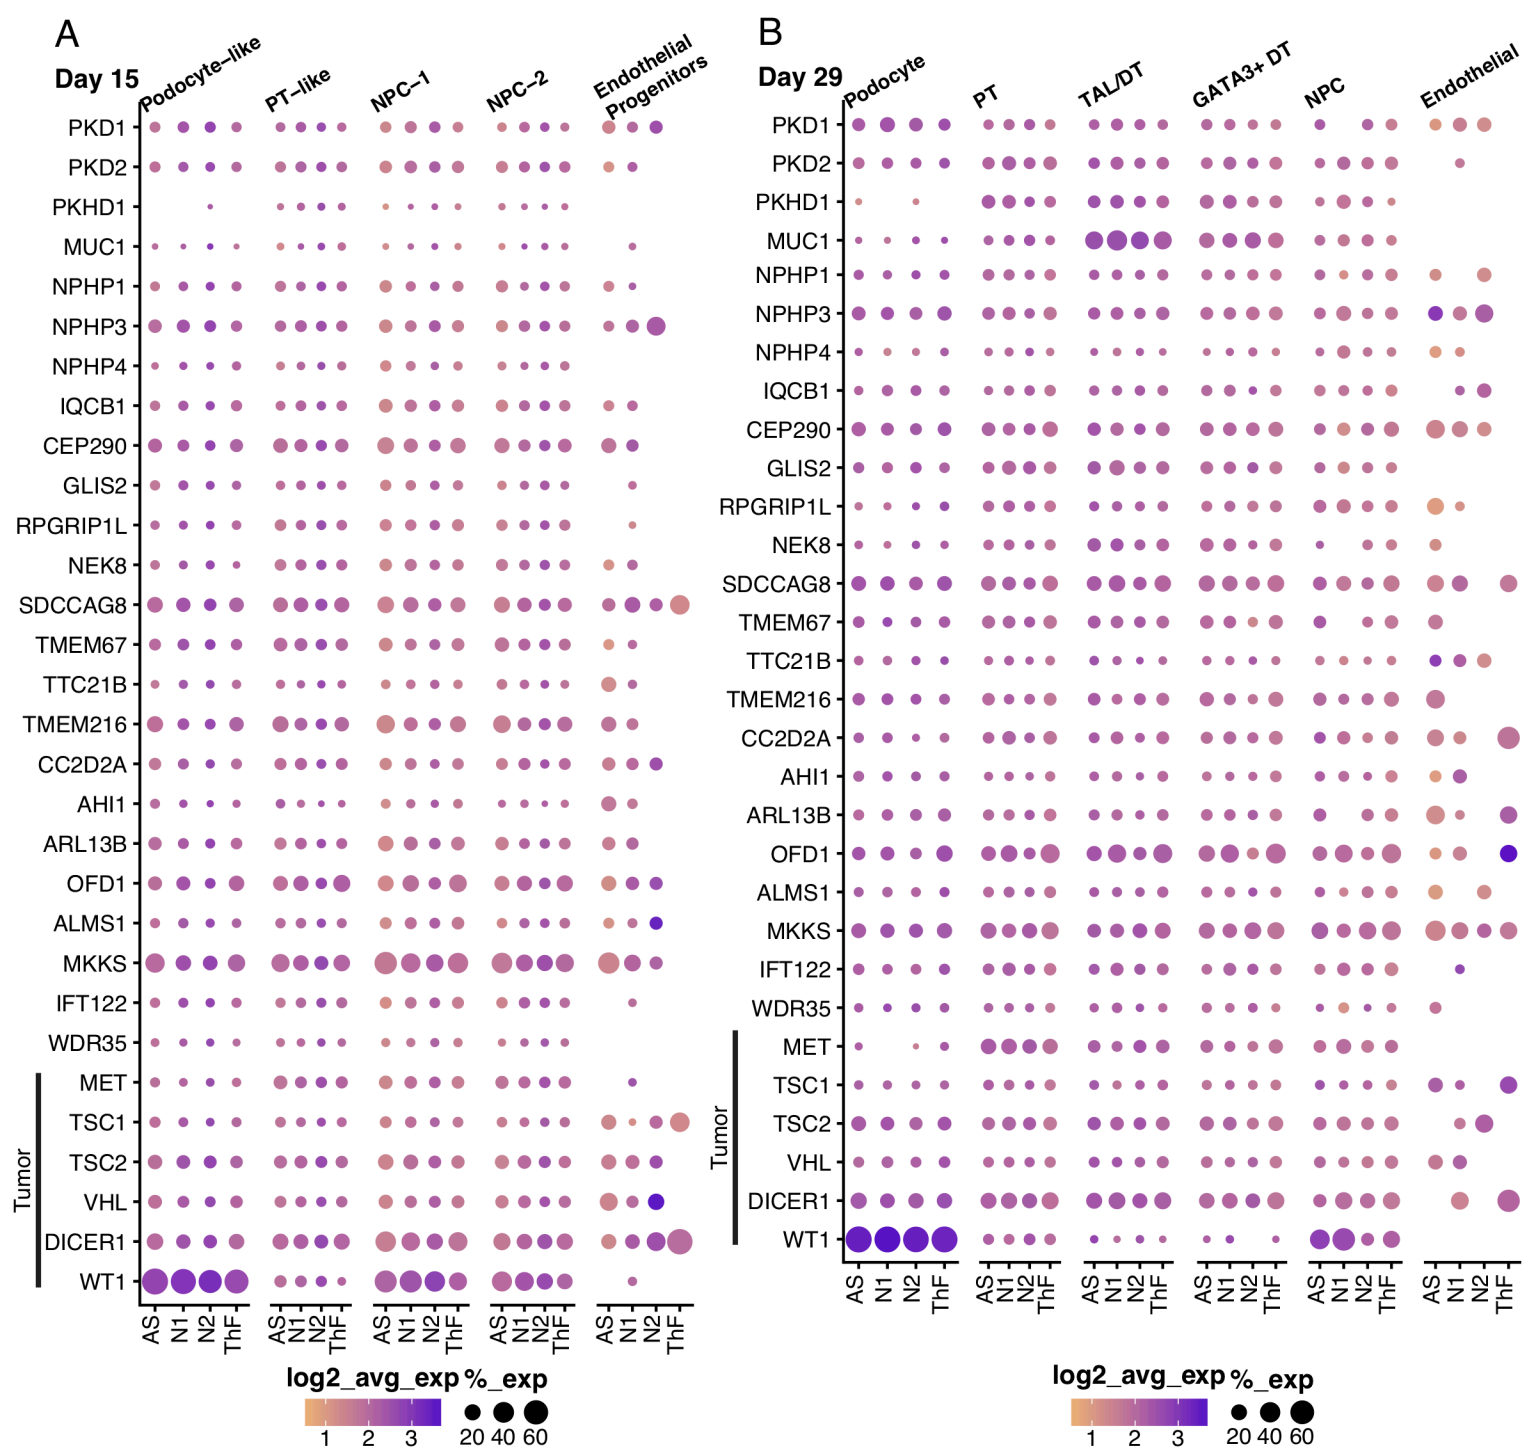 A
Day 15
Podocyte–like
PT–like
NPC–1
NPC–2
Endothelial
Progenitors
PKD1
PKD2
PKHD1
MUC1
NPHP1
NPHP3
NPHP4
IQCB1
CEP290
GLIS2
RPGRIP1L
NEK8
SDCCAG8
TMEM67
TTC21B
TMEM216
CC2D2A
AHI1
ARL13B
OFD1
ALMS1
MKKS
IFT122
WDR35
MET
TSC1
TSC2
VHL
DICER1
WT1
Tumor
AS N1 N2 ThF AS N1 N2 ThF AS N1 N2 ThF AS N1 N2 ThF AS N1 N2 ThF
log2_avg_exp %_exp
1 2 3 20 40 60
B
Day 29
Podocyte
PT
TAL/DT
GATA3+ DT
NPC
Endothelial
PKD1
PKD2
PKHD1
MUC1
NPHP1
NPHP3
NPHP4
IQCB1
CEP290
GLIS2
RPGRIP1L
NEK8
SDCCAG8
TMEM67
TTC21B
TMEM216
CC2D2A
AHI1
ARL13B
OFD1
ALMS1
MKKS
IFT122
WDR35
MET
TSC1
TSC2
VHL
DICER1
WT1
Tumor
AS N1 N2 ThF AS N1 N2 ThF AS N1 N2 ThF AS N1 N2 ThF AS N1 N2 ThF AS N1 N2 ThF
log2_avg_exp %_exp
1 2 3 20 40 60